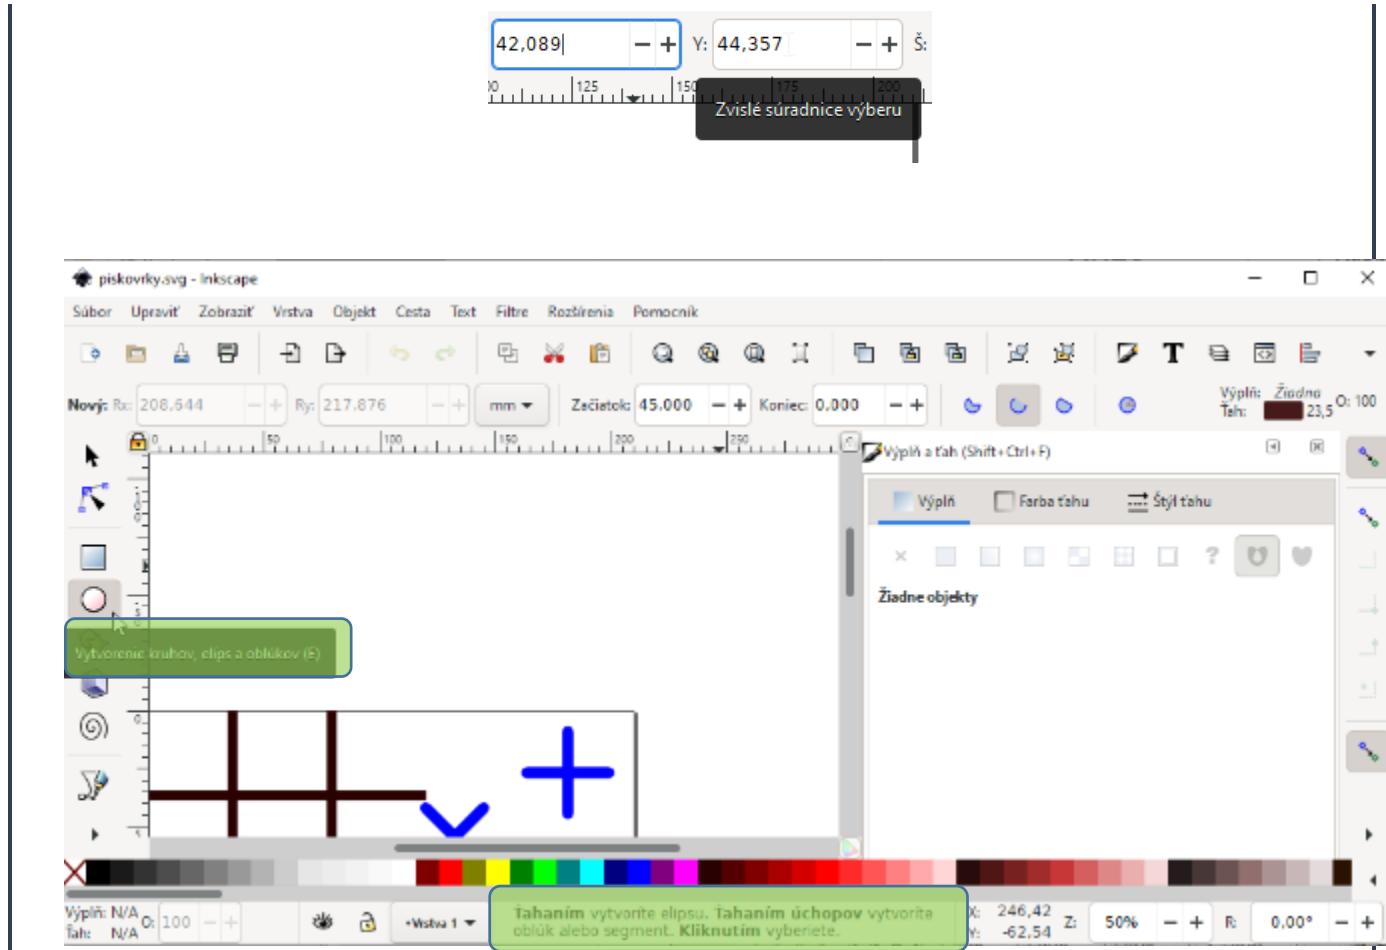 42,089 Y: 44,357 Š:
125 150 175 200
Zvislé súradnice výberu
piskovrky.svg - Inkscape
Súbor Upraviť Zobraziť Vrstva Objekt Cesta Text Filtre Rozšírenia Pomocník
Nový: Rx: 208,644 Ry: 217,876 mm Začiatok: 45,000 Koniec: 0,000
Výplň: Žiadna O: 100
Ťah: 23,5
0 50 100 150 200 250
Výplň a ťah (Shift+Ctrl+F)
Výplň Farba ťahu Štýl ťahu
Žiadne objekty
Vytvorenie kruhov, elips a oblúkov (E)
Výplň: N/A O: 100
Ťah: N/A
•Vrstva 1
Ťahaním vytvoríte elipsu. Ťahaním úchopov vytvoríte
oblúk alebo segment. Kliknutím vyberiete.
X: 246,42 Z: 50% R: 0,00°
Y: -62,54